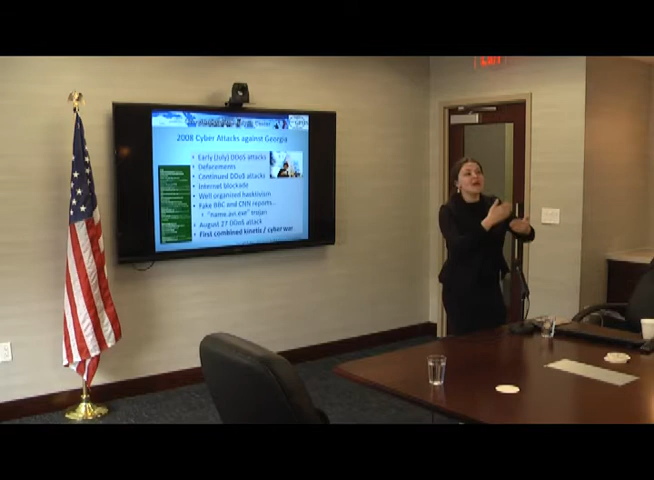 Exit
2008 Cyber Attacks against Georgia
• Early (July) DDoS attacks
• Defacements
• Continued DDoS attacks
• Internet blockade
• Well organized hacktivism
• Fake BBC and CNN reports...
• "name.avi.exe" trojan
• August 27 DDoS attack
• First combined kinetic / cyber war